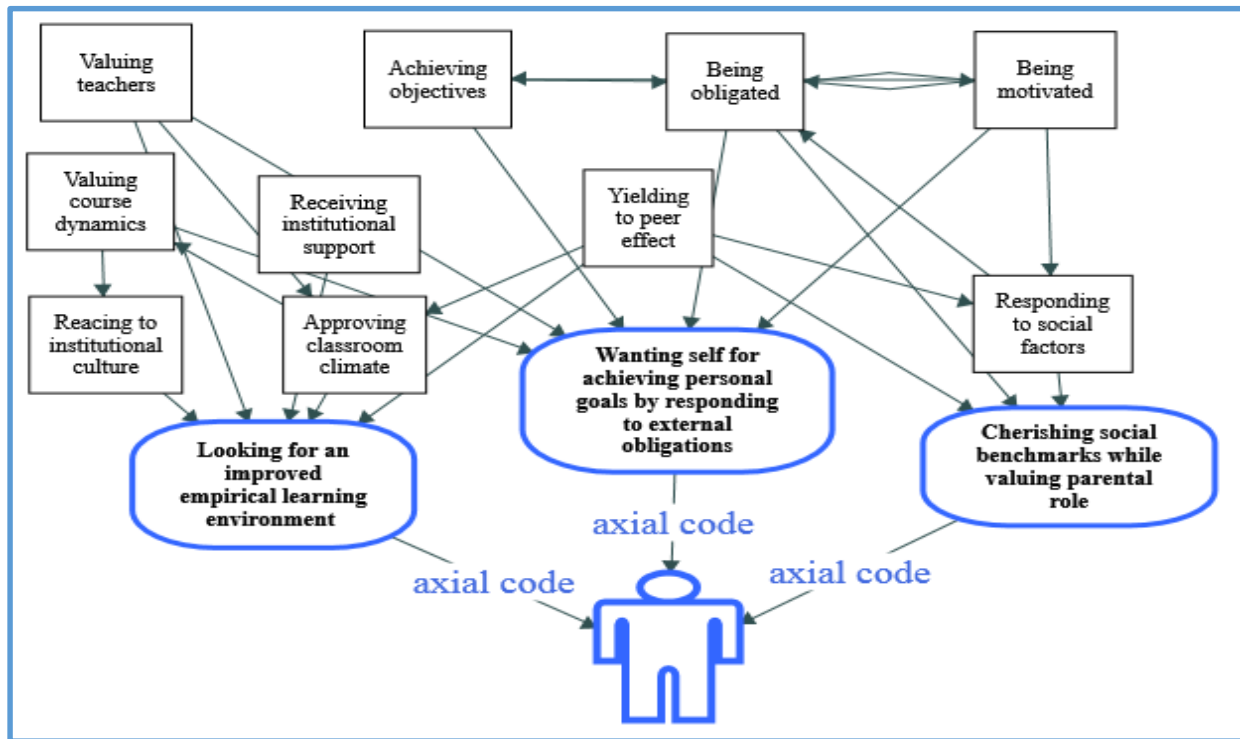 Valuing
teachers
Achieving
objectives
Being
obligated
Being
motivated
Valuing
course
dynamics
Receiving
institutional
support
Yielding
to peer
effect
Reacing to
institutional
culture
Approving
classroom
climate
Responding
to social
factors
Wanting self for
achieving personal
goals by responding
to external
obligations
Looking for an
improved
empirical learning
environment
Cherishing social
benchmarks while
valuing parental
role
axial code
axial code
axial code